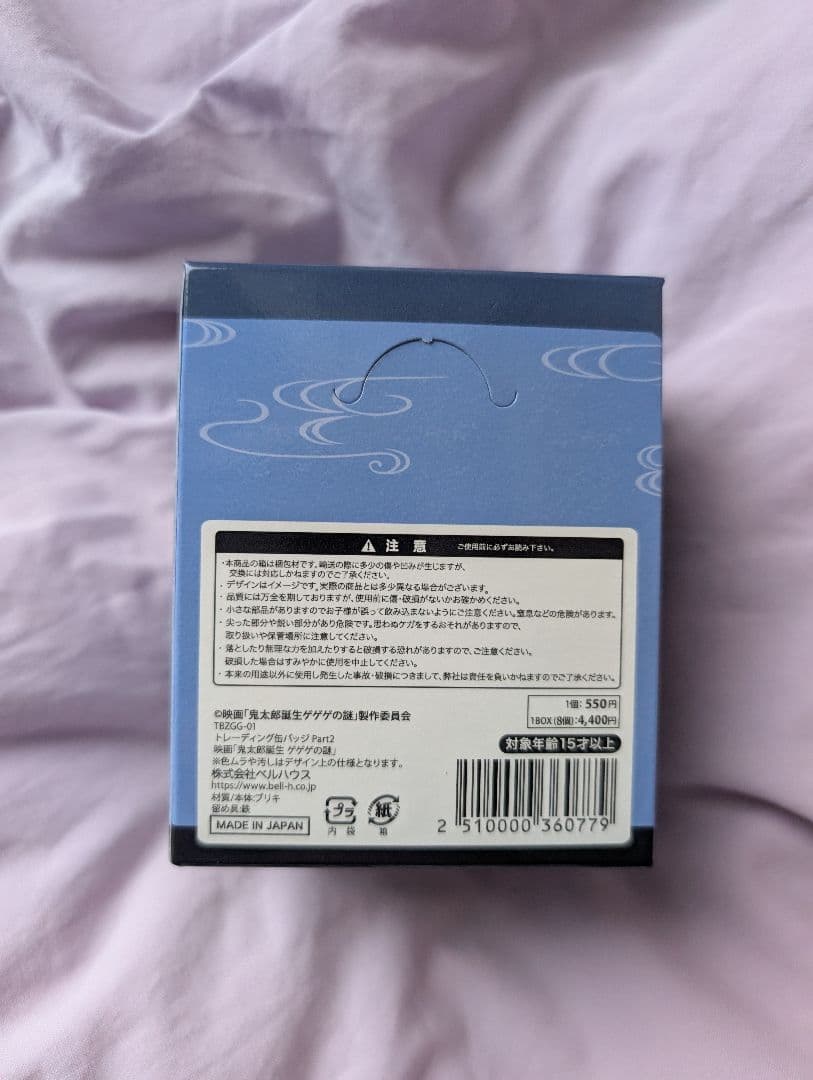 注意 ご使用前に必ずお読み下さい。
・本商品の箱は梱包材です。輸送の際に多少の傷や凹みが生じますが、
交換には対応しかねますのでご了承ください。
・デザインはイメージです。実際の商品とは多少異なる場合がございます。
・品質には万全を期しておりますが、使用前に傷・破損がないかお確かめください。
・小さな部品がありますのでお子様が誤って飲み込まないようにご注意ください。窒息などの危険があります。
・尖った部分や鋭い部分があり危険です。思わぬケガをするおそれがありますので、
取り扱いや保管場所に注意してください。
・落としたり無理な力を加えたりすると破損する恐れがありますので、ご注意ください。
破損した場合はすみやかに使用を中止してください。
・本来の用途以外に使用し発生した事故・破損につきまして、弊社は責任を負いかねますのでご了承ください。
1個:550円
1BOX(8個):4,400円
©映画「鬼太郎誕生ゲゲゲの謎」製作委員会
TBZGG-01
トレーディング缶バッジ Part2
映画「鬼太郎誕生 ゲゲゲの謎」
※色ムラや汚しはデザイン上の仕様となります。
株式会社ベルハウス
https://www.bell-h.co.jp
材質/本体:ブリキ
留め具:鉄
MADE IN JAPAN
プラ
内袋
紙
箱
対象年齢15才以上
2 510000 360779